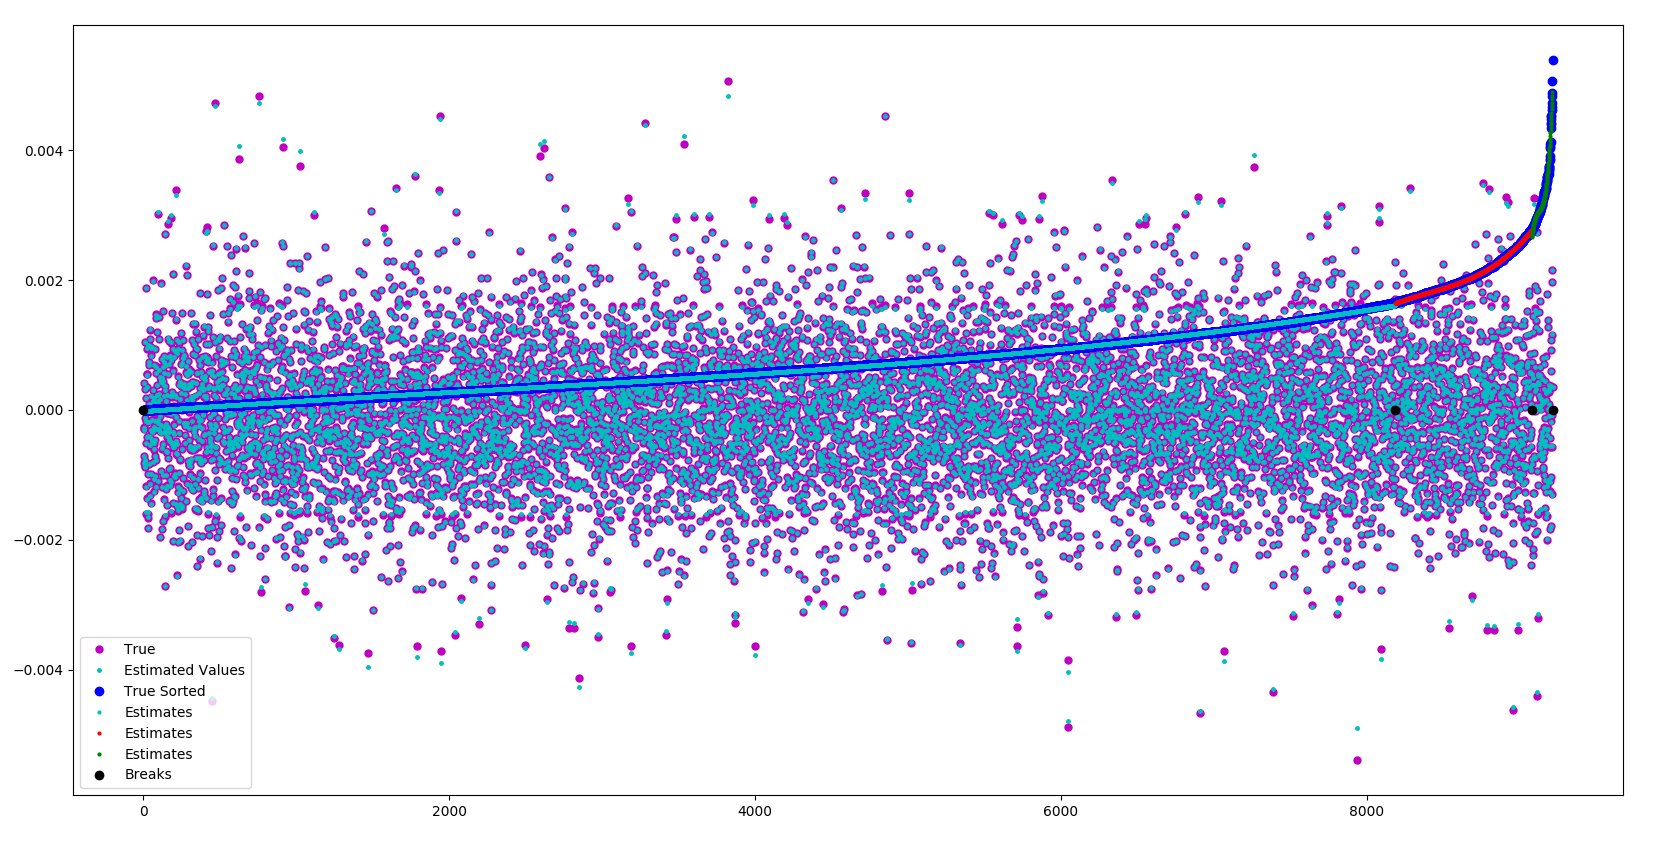 0.004
0.002
0.000
−0.002
−0.004
True
Estimated Values
True Sorted
Estimates
Estimates
Estimates
Breaks
0 2000 4000 6000 8000